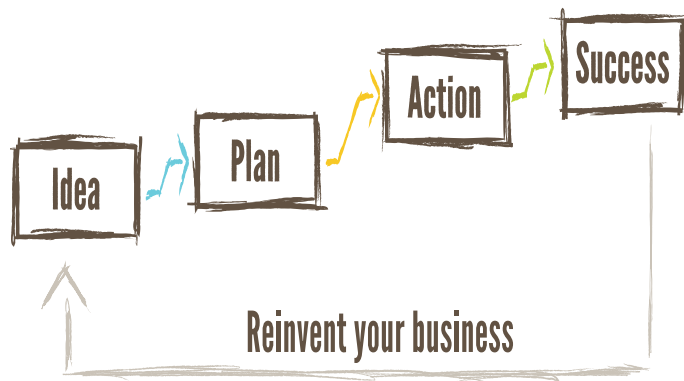 Idea
Plan
Action
Success
Reinvent your business